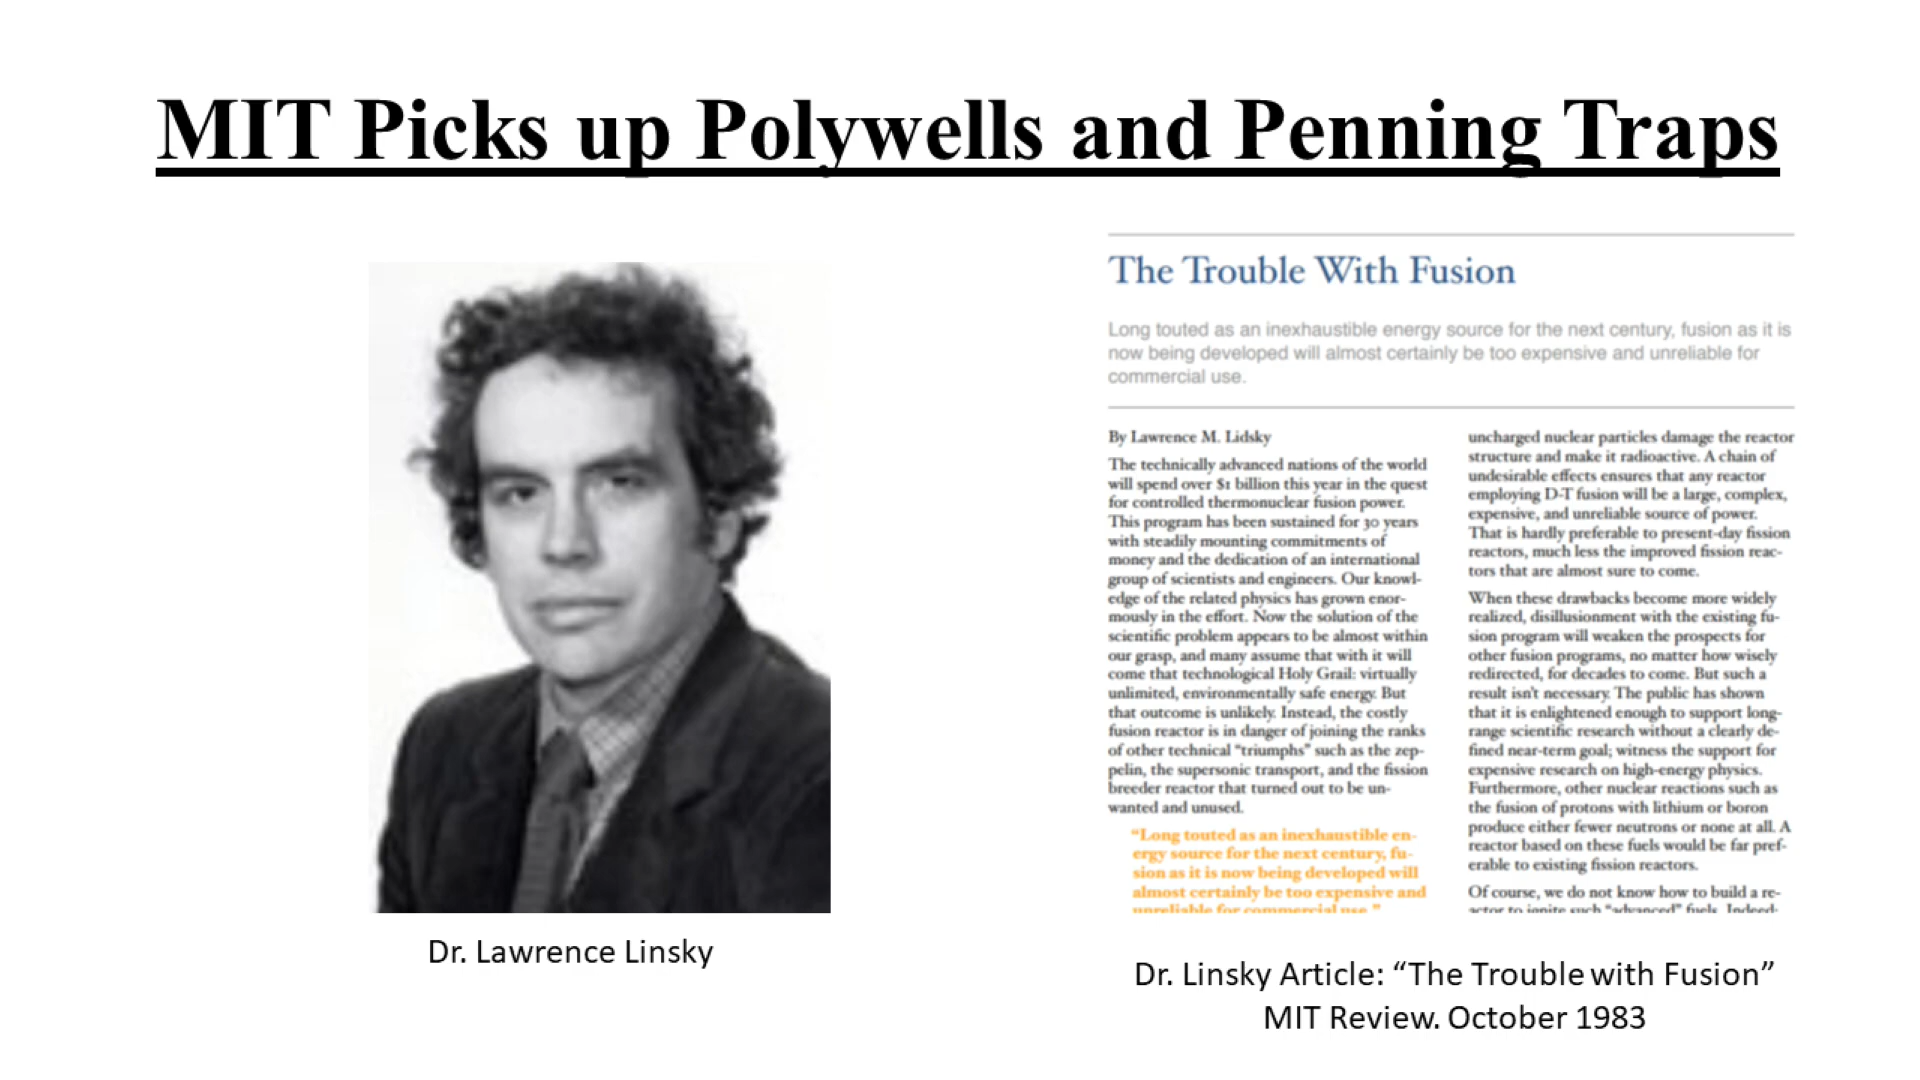 MIT Picks up Polywells and Penning Traps
The Trouble With Fusion
Long touted as an inexhaustible energy source for the next century, fusion as it is
now being developed will almost certainly be too expensive and unreliable for
commercial use.
By Lawrence M. Lidsky
The technically advanced nations of the world
will spend over $1 billion this year in the quest
for controlled thermonuclear fusion power.
This program has been sustained for 30 years
with steadily mounting commitments of
money and the dedication of an international
group of scientists and engineers. Our knowl-
edge of the related physics has grown enor-
mously in the effort. Now the solution of the
scientific problem appears to be almost within
our grasp, and many assume that with it will
come that technological Holy Grail: virtually
unlimited, environmentally safe energy. But
that outcome is unlikely. Instead, the costly
fusion reactor is in danger of joining the ranks
of other technical "triumphs" such as the zep-
pelin, the supersonic transport, and the fission
breeder reactor that turned out to be un-
wanted and unused.
"Long touted as an inexhaustible en-
ergy source for the next century, fu-
sion as it is now being developed will
almost certainly be too expensive and
unreliable for commercial use."
uncharged nuclear particles damage the reactor
structure and make it radioactive. A chain of
undesirable effects ensures that any reactor
employing D-T fusion will be a large, complex,
expensive, and unreliable source of power.
That is hardly preferable to present-day fission
reactors, much less the improved fission reac-
tors that are almost sure to come.
When these drawbacks become more widely
realized, disillusionment with the existing fu-
sion program will weaken the prospects for
other fusion programs, no matter how wisely
redirected, for decades to come. But such a
result isn't necessary. The public has shown
that it is enlightened enough to support long-
range scientific research without a clearly de-
fined near-term goal; witness the support for
expensive research on high-energy physics.
Furthermore, other nuclear reactions such as
the fusion of protons with lithium or boron
produce either fewer neutrons or none at all. A
reactor based on these fuels would be far pref-
erable to existing fission reactors.
Of course, we do not know how to build a re-
actor to ignite such "advanced" fuels. Indeed,
Dr. Lawrence Linsky
Dr. Linsky Article: “The Trouble with Fusion”
MIT Review. October 1983